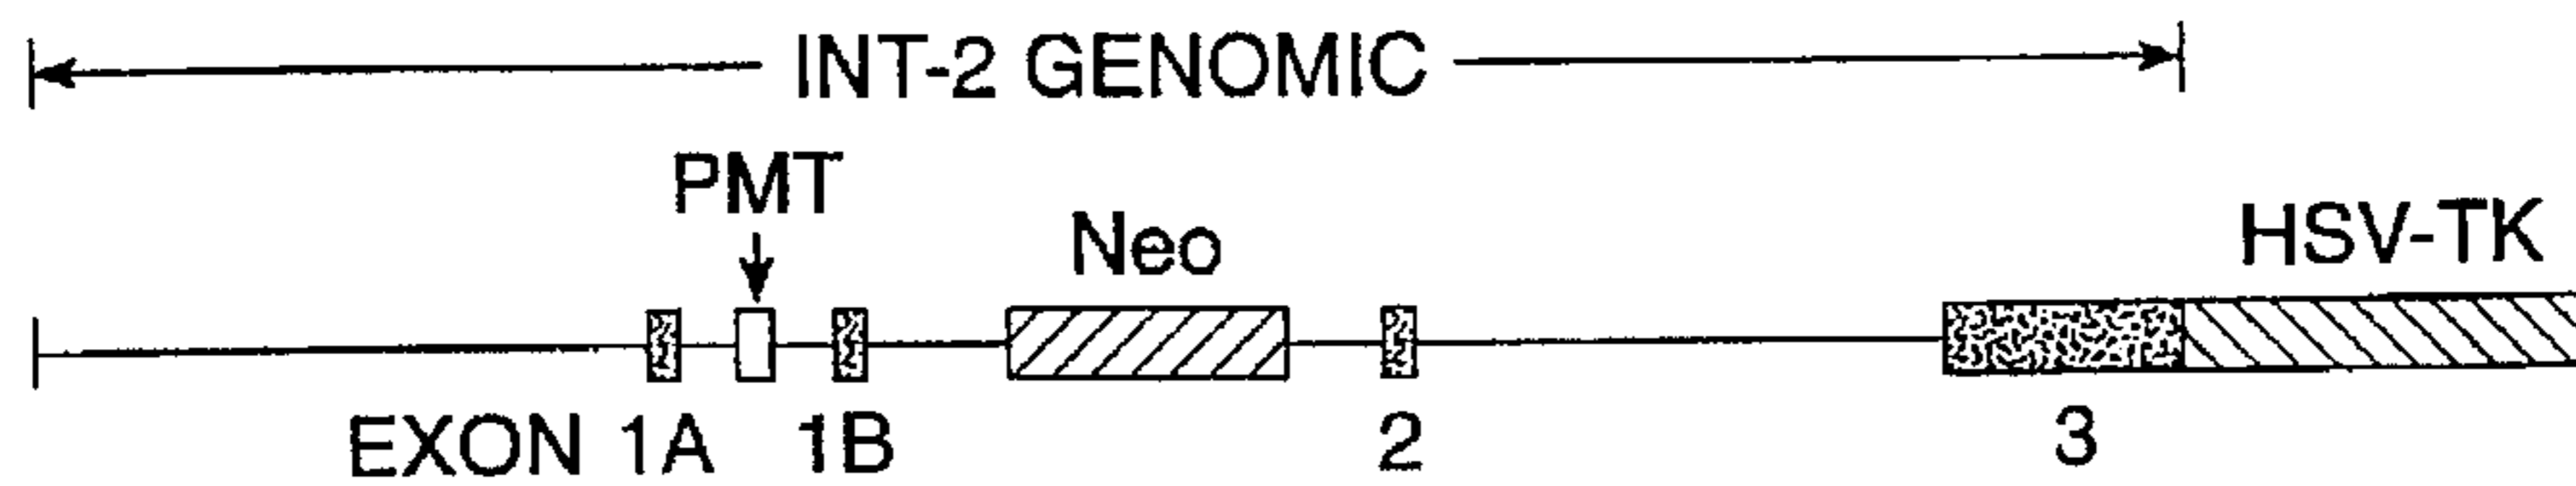 INT-2 GENOMIC
PMT
Neo
HSV-TK
EXON 1A 1B 2 3